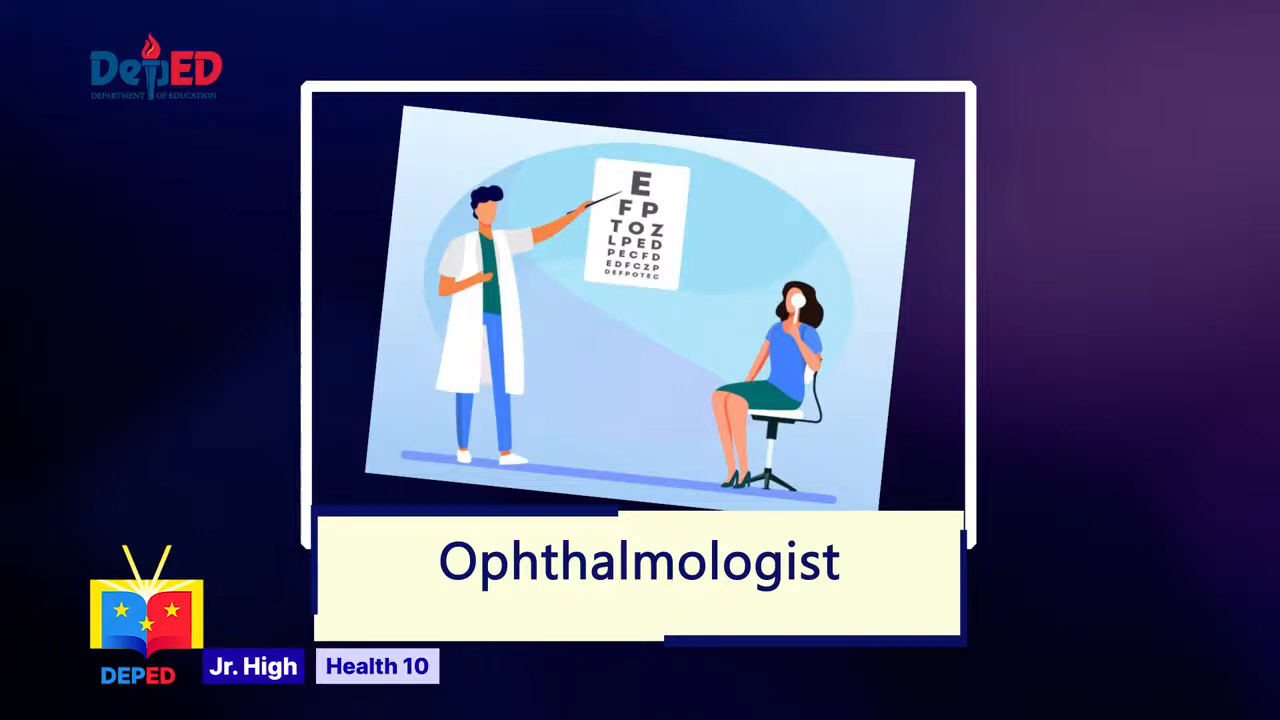 DepED
DEPARTMENT OF EDUCATION
E
F P
T O Z
L P E D
P E C F D
E D F C Z P
D E F P O T E C
Ophthalmologist
DEPED
Jr. High
Health 10